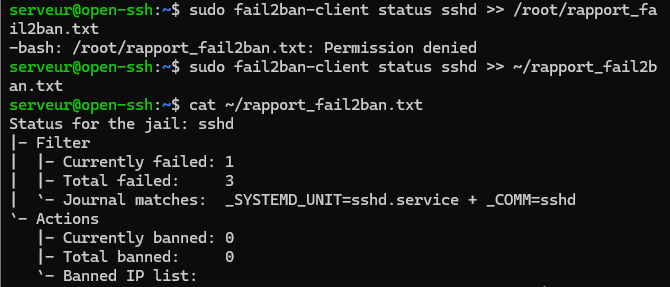 serveur@open-ssh:~$ sudo fail2ban-client status sshd >> /root/rapport_fa
il2ban.txt
-bash: /root/rapport_fail2ban.txt: Permission denied
serveur@open-ssh:~$ sudo fail2ban-client status sshd >> ~/rapport_fail2b
an.txt
serveur@open-ssh:~$ cat ~/rapport_fail2ban.txt
Status for the jail: sshd
|- Filter
|  |- Currently failed: 1
|  |- Total failed:     3
|  `- Journal matches:  _SYSTEMD_UNIT=sshd.service + _COMM=sshd
`- Actions
   |- Currently banned: 0
   |- Total banned:     0
   `- Banned IP list: